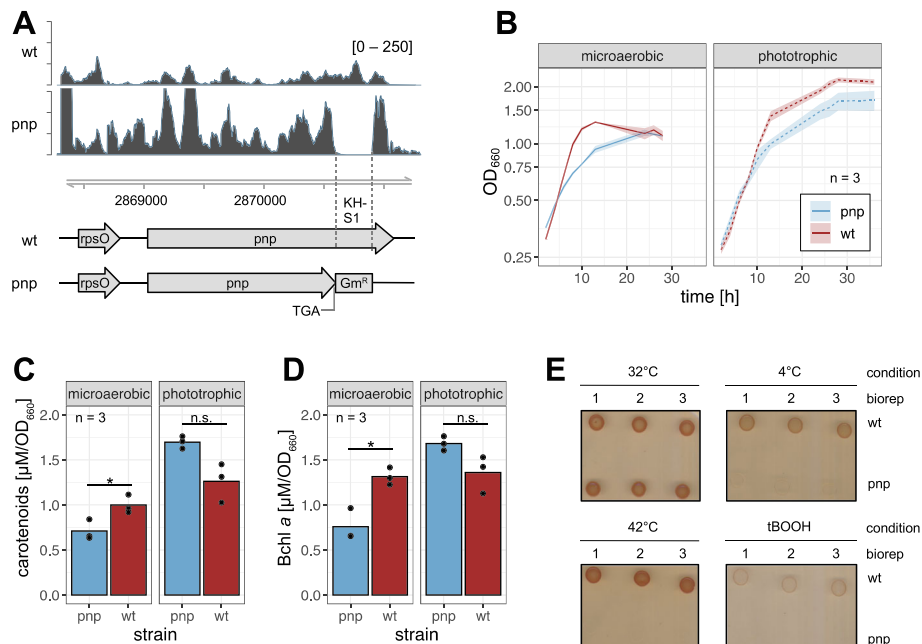 A
wt
[0 – 250]
pnp
2869000
2870000
KH-
S1
wt
rpsO
pnp
pnp
rpsO
pnp
Gmᴿ
TGA
B
microaerobic
phototrophic
2.00
1.50
1.00
0.75
0.50
0.25
OD₆₆₀
n = 3
pnp
wt
0
10
20
30
0
10
20
30
time [h]
C
microaerobic
phototrophic
n = 3
n.s.
*
2.0
1.5
1.0
0.5
0.0
carotenoids [µM/OD₆₆₀]
pnp
wt
pnp
wt
strain
D
microaerobic
phototrophic
n = 3
n.s.
*
2.0
1.5
1.0
0.5
0.0
Bchl a [µM/OD₆₆₀]
pnp
wt
pnp
wt
strain
E
32°C
4°C
condition
1 2 3
1 2 3
biorep
wt
pnp
42°C
tBOOH
condition
1 2 3
1 2 3
biorep
wt
pnp